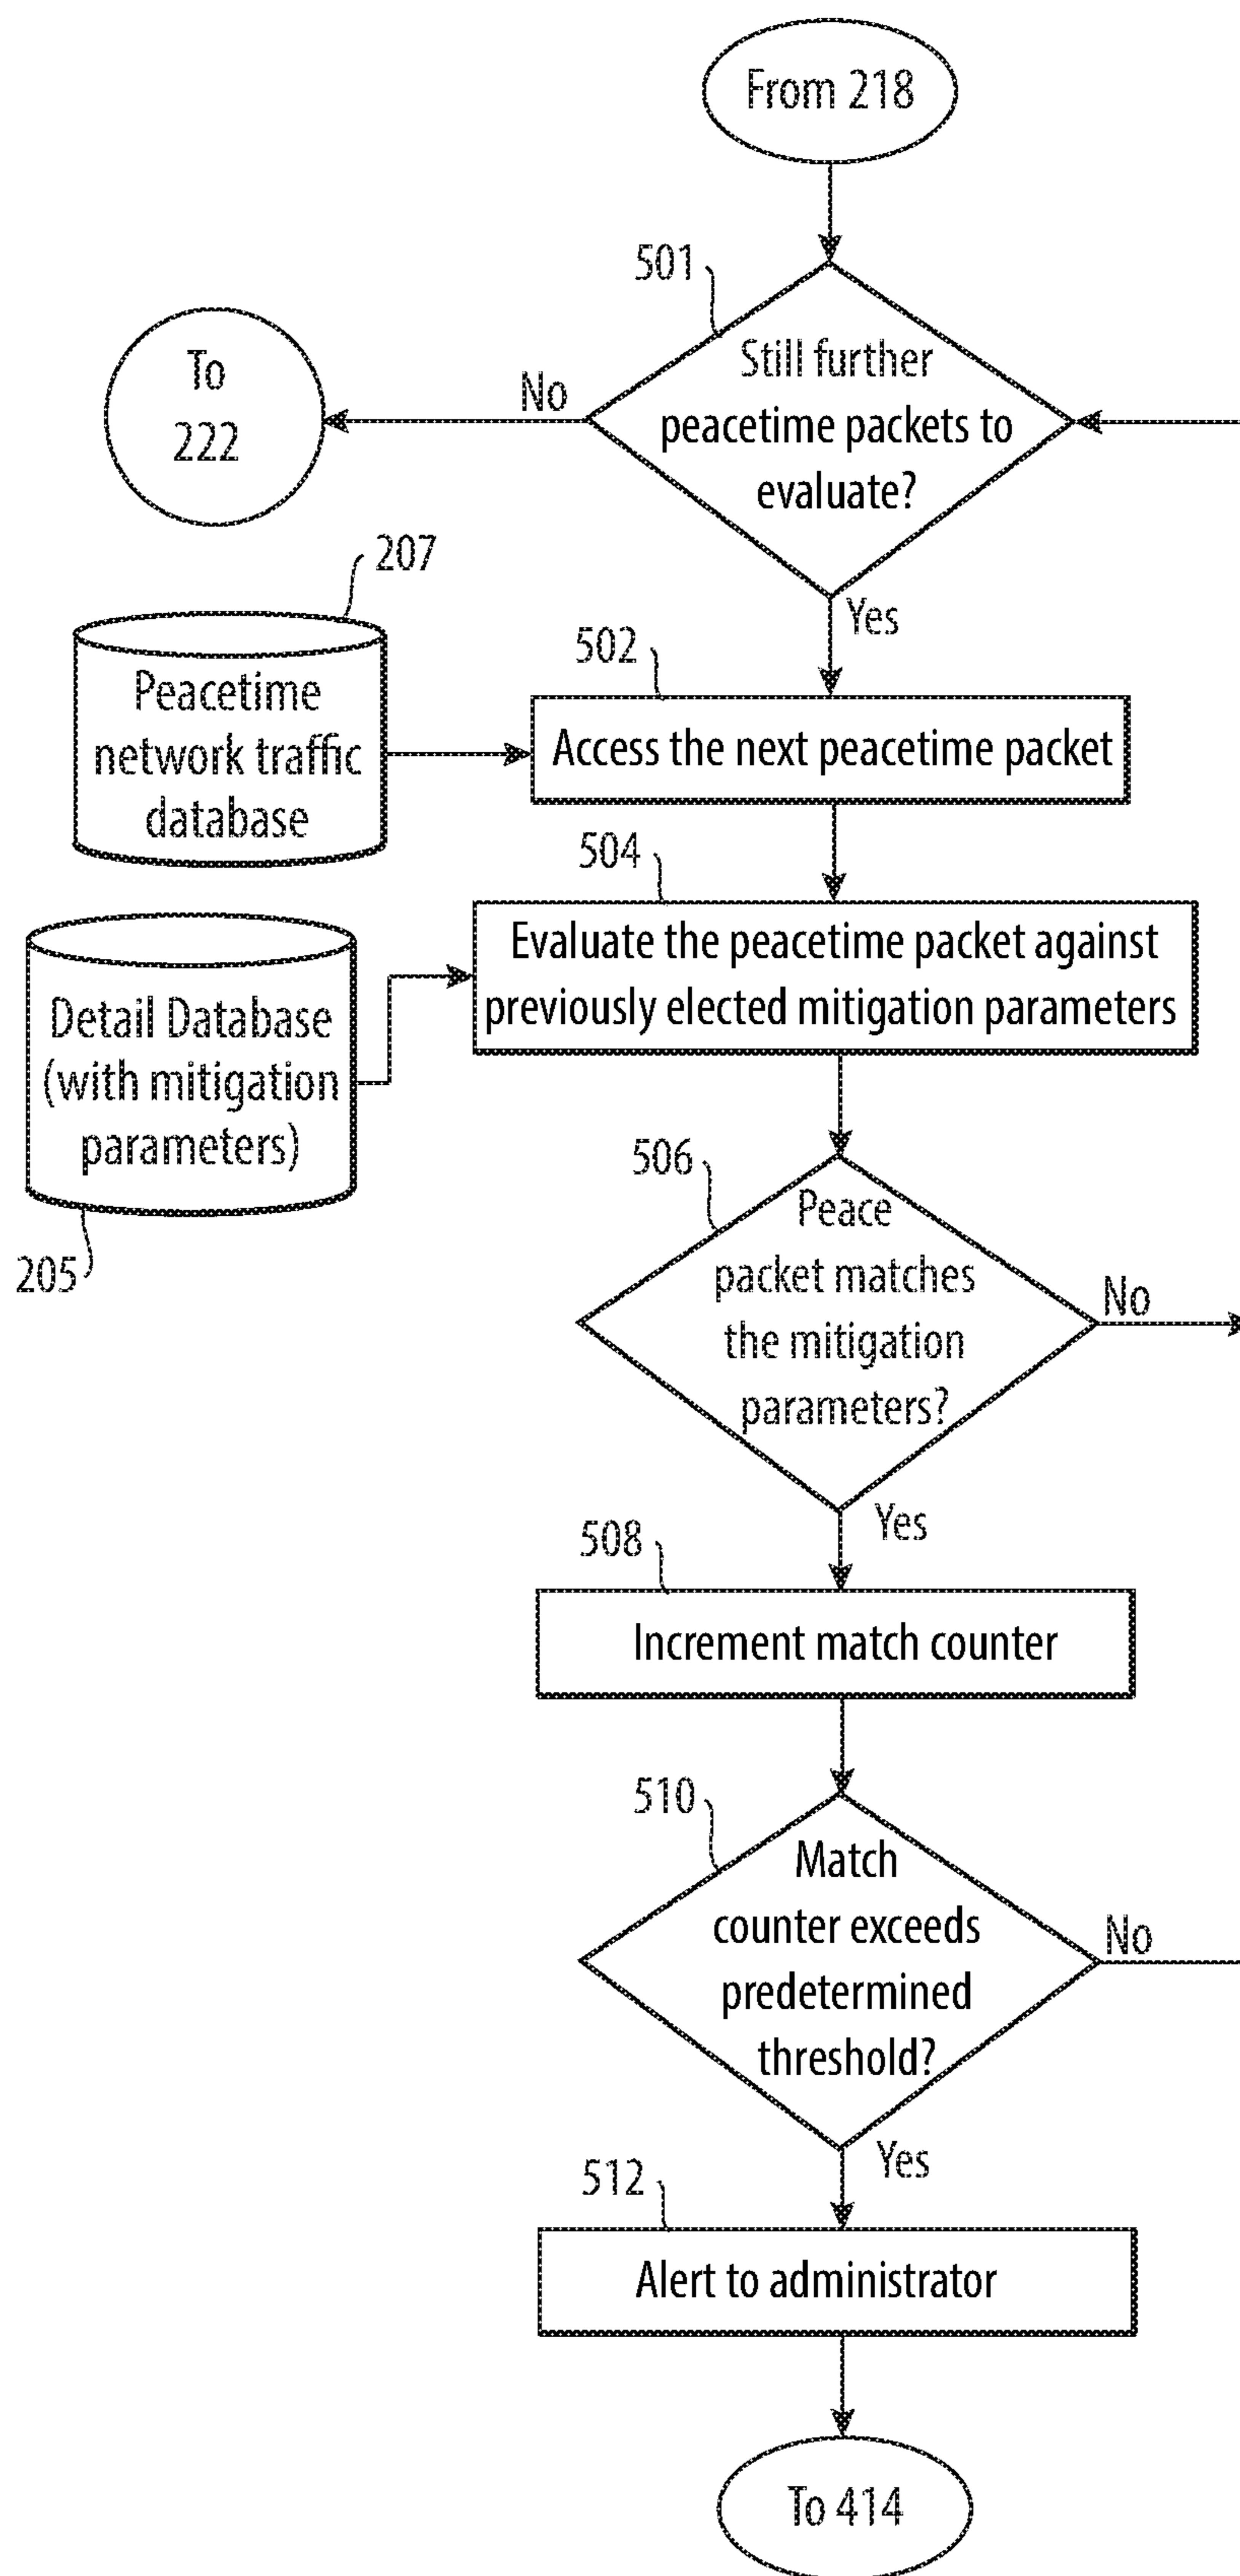 From 218
501
Still further
peacetime packets to
evaluate?
No
To
222
Yes
207
Peacetime
network traffic
database
502
Access the next peacetime packet
504
Evaluate the peacetime packet against
previously elected mitigation parameters
Detail Database
(with mitigation
parameters)
205
506
Peace
packet matches
the mitigation
parameters?
No
Yes
508
Increment match counter
510
Match
counter exceeds
predetermined
threshold?
No
Yes
512
Alert to administrator
To 414